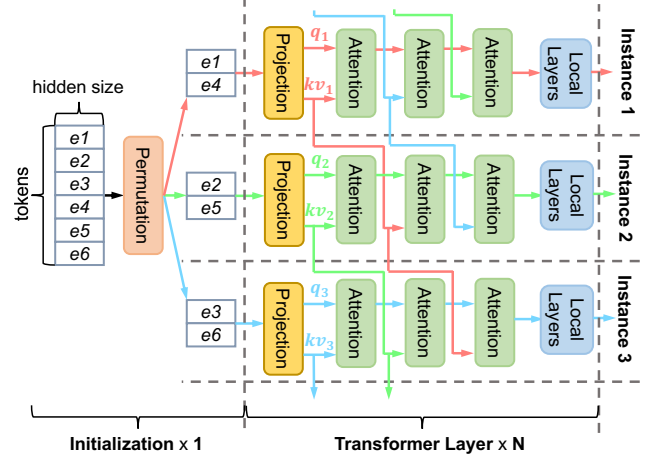 hidden size
tokens
e1
e2
e3
e4
e5
e6
Permutation
e1
e4
Projection
q1
kv1
Attention
Attention
Attention
Local
Layers
Instance 1
e2
e5
Projection
q2
kv2
Attention
Attention
Attention
Local
Layers
Instance 2
e3
e6
Projection
q3
kv3
Attention
Attention
Attention
Local
Layers
Instance 3
Initialization x 1
Transformer Layer x N